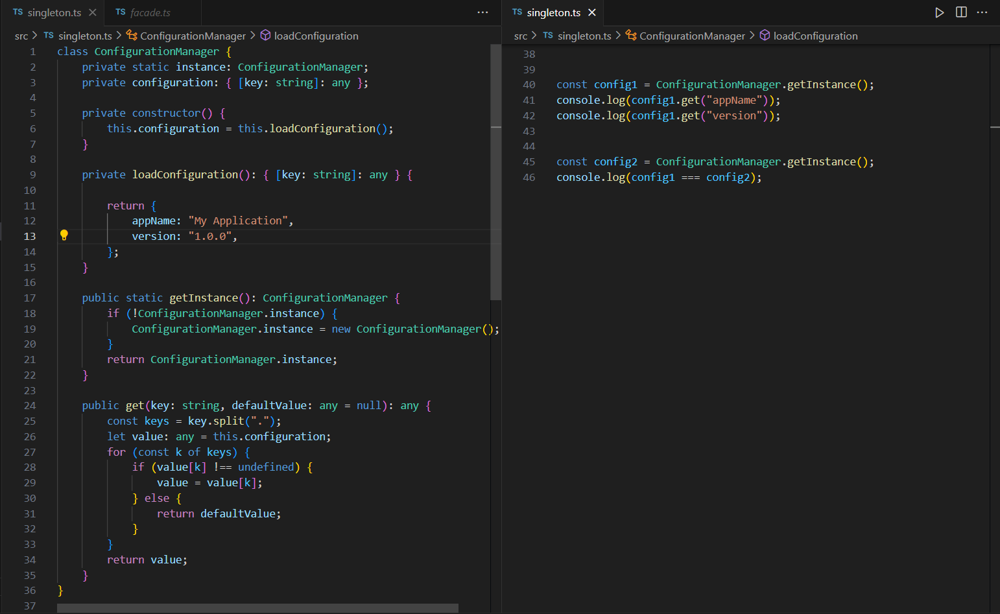 TS singleton.ts × TS facade.ts ···
src > TS singleton.ts > ConfigurationManager > loadConfiguration
1 class ConfigurationManager {
2     private static instance: ConfigurationManager;
3     private configuration: { [key: string]: any };
4
5     private constructor() {
6         this.configuration = this.loadConfiguration();
7     }
8
9     private loadConfiguration(): { [key: string]: any } {
10
11         return {
12             appName: "My Application",
13             version: "1.0.0",
14         };
15     }
16
17     public static getInstance(): ConfigurationManager {
18         if (!ConfigurationManager.instance) {
19             ConfigurationManager.instance = new ConfigurationManager();
20         }
21         return ConfigurationManager.instance;
22     }
23
24     public get(key: string, defaultValue: any = null): any {
25         const keys = key.split(".");
26         let value: any = this.configuration;
27         for (const k of keys) {
28             if (value[k] !== undefined) {
29                 value = value[k];
30             } else {
31                 return defaultValue;
32             }
33         }
34         return value;
35     }
36 }
37
TS singleton.ts × ···
src > TS singleton.ts > ConfigurationManager > loadConfiguration
38
39
40 const config1 = ConfigurationManager.getInstance();
41 console.log(config1.get("appName"));
42 console.log(config1.get("version"));
43
44
45 const config2 = ConfigurationManager.getInstance();
46 console.log(config1 === config2);